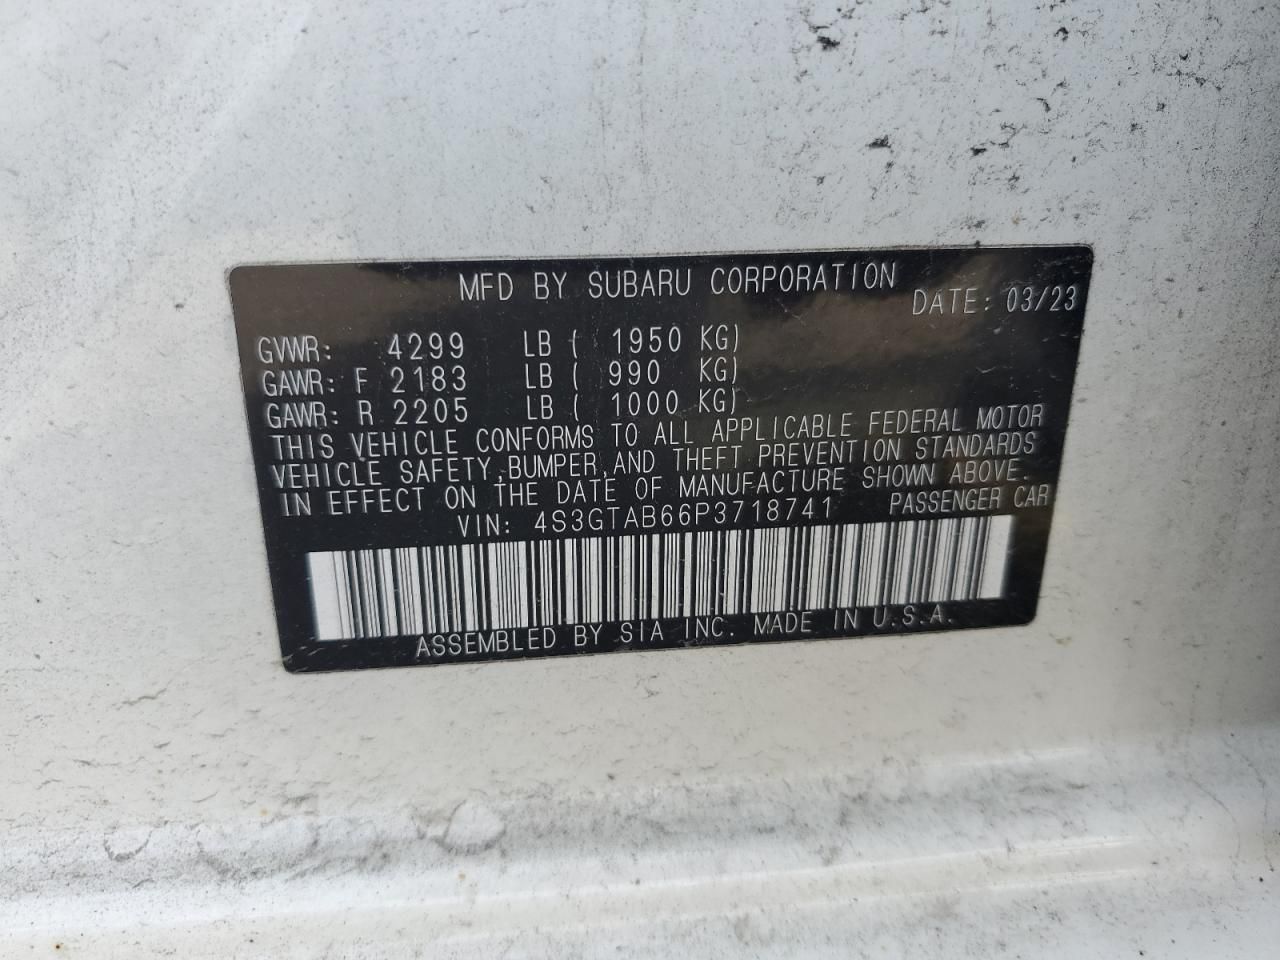 MFD BY SUBARU CORPORATION
DATE: 03/23
GVWR: 4299 LB ( 1950 KG)
GAWR: F 2183 LB ( 990 KG)
GAWR: R 2205 LB ( 1000 KG)
THIS VEHICLE CONFORMS TO ALL APPLICABLE FEDERAL MOTOR
VEHICLE SAFETY, BUMPER, AND THEFT PREVENTION STANDARDS
IN EFFECT ON THE DATE OF MANUFACTURE SHOWN ABOVE.
VIN: 4S3GTAB66P3718741 PASSENGER CAR
ASSEMBLED BY SIA INC. MADE IN U.S.A.